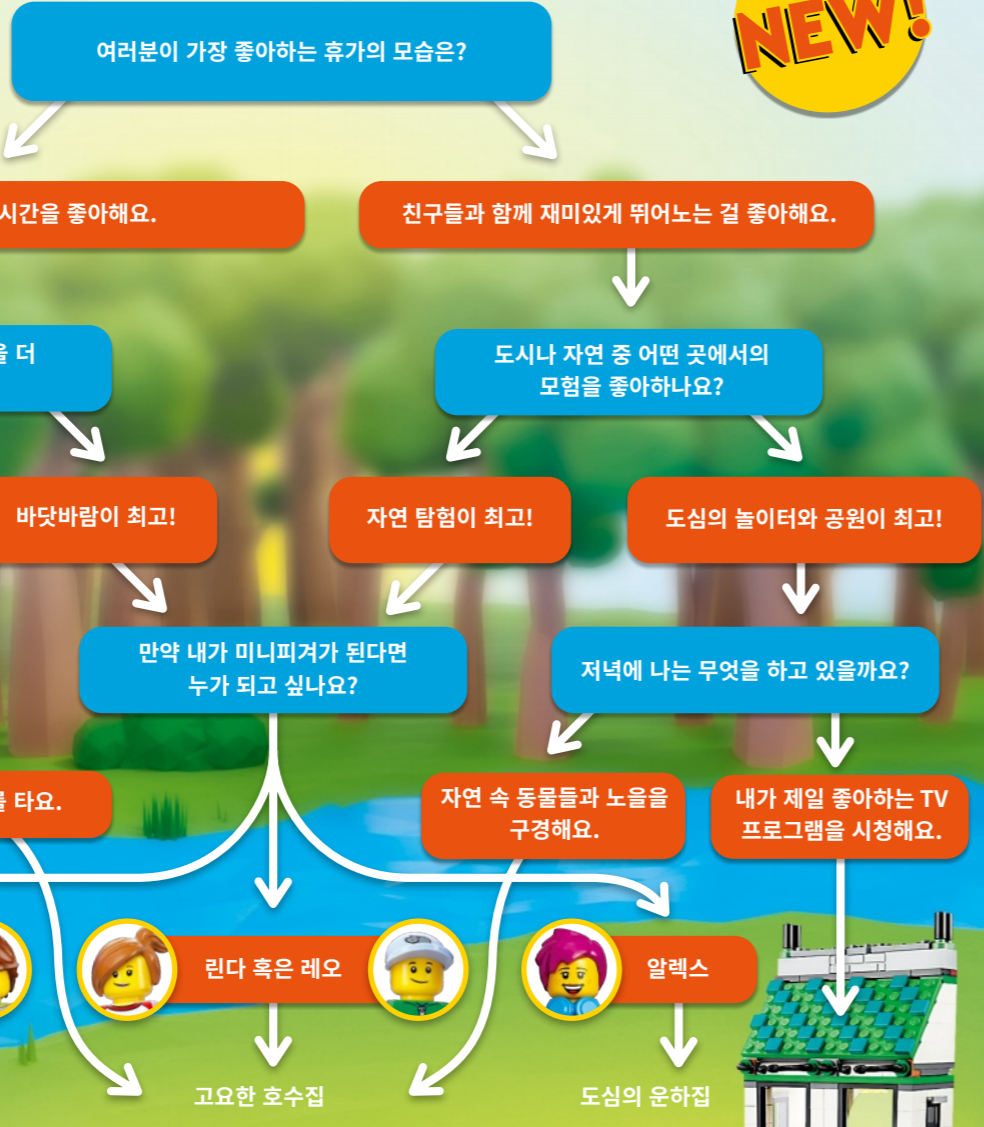 NEW!
여러분이 가장 좋아하는 휴가의 모습은?
시간을 좋아해요.
친구들과 함께 재미있게 뛰어노는 걸 좋아해요.
을 더
도시나 자연 중 어떤 곳에서의
모험을 좋아하나요?
바닷바람이 최고!
자연 탐험이 최고!
도심의 놀이터와 공원이 최고!
만약 내가 미니피겨가 된다면
누가 되고 싶나요?
저녁에 나는 무엇을 하고 있을까요?
를 타요.
자연 속 동물들과 노을을
구경해요.
내가 제일 좋아하는 TV
프로그램을 시청해요.
린다 혹은 레오
알렉스
고요한 호수집
도심의 운하집